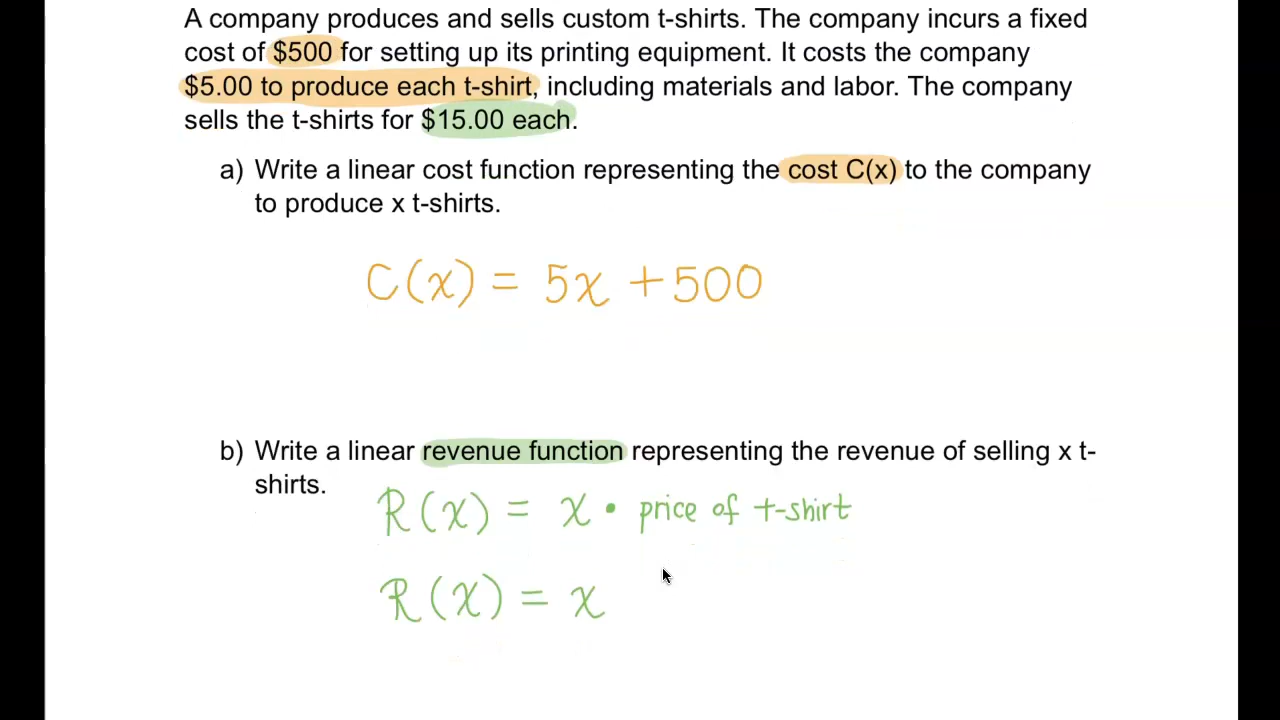 A company produces and sells custom t-shirts. The company incurs a fixed
cost of $500 for setting up its printing equipment. It costs the company
$5.00 to produce each t-shirt, including materials and labor. The company
sells the t-shirts for $15.00 each.
a) Write a linear cost function representing the cost C(x) to the company
to produce x t-shirts.
C(x) = 5x + 500
b) Write a linear revenue function representing the revenue of selling x t-
shirts.
R(x) = x • price of t-shirt
R(x) = x